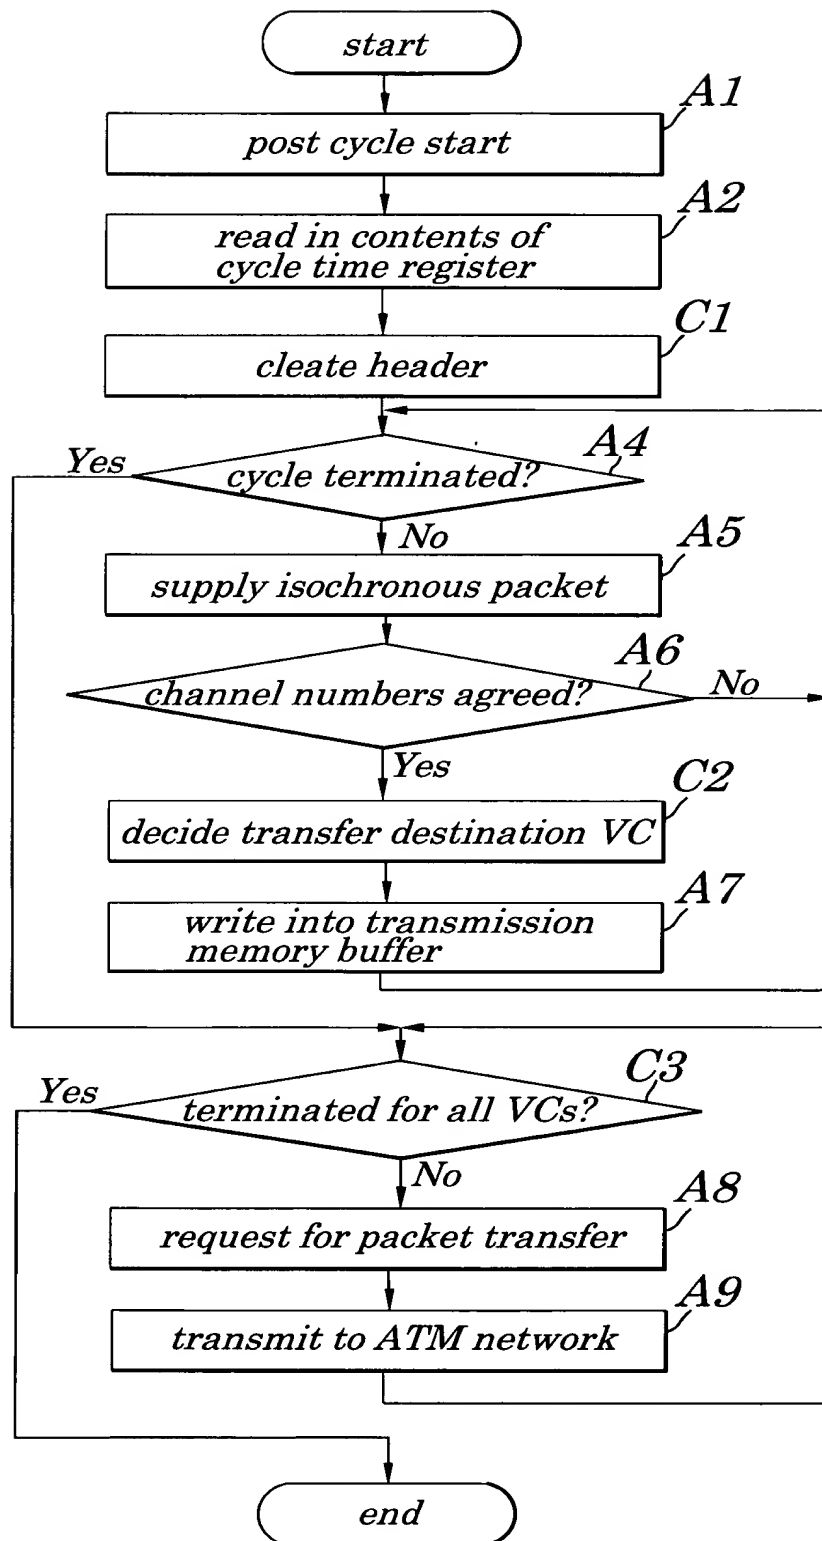 start
A1
post cycle start
A2
read in contents of
cycle time register
C1
cleate header
A4
Yes
cycle terminated?
No
A5
supply isochronous packet
A6
channel numbers agreed?
No
Yes
C2
decide transfer destination VC
A7
write into transmission
memory buffer
C3
Yes
terminated for all VCs?
No
A8
request for packet transfer
A9
transmit to ATM network
end